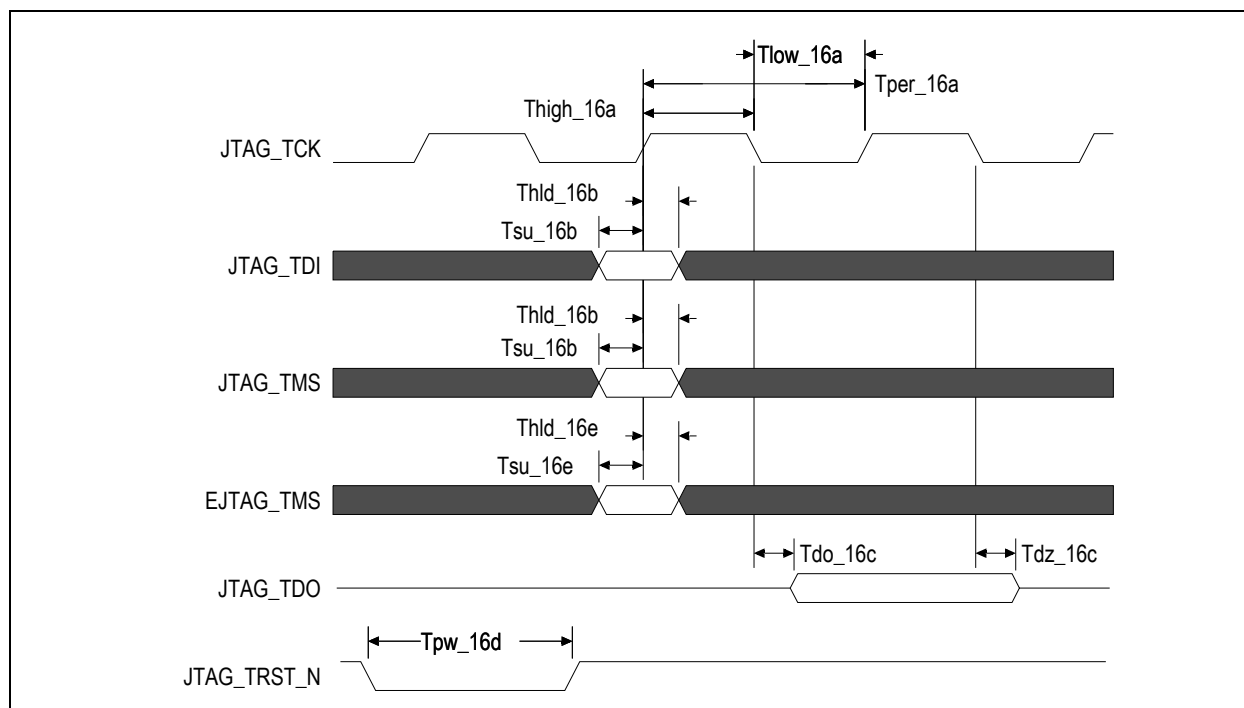 Tlow_16a
Tper_16a
Thigh_16a
JTAG_TCK
Thld_16b
Tsu_16b
JTAG_TDI
Thld_16b
Tsu_16b
JTAG_TMS
Thld_16e
Tsu_16e
EJTAG_TMS
Tdo_16c
Tdz_16c
JTAG_TDO
Tpw_16d
JTAG_TRST_N